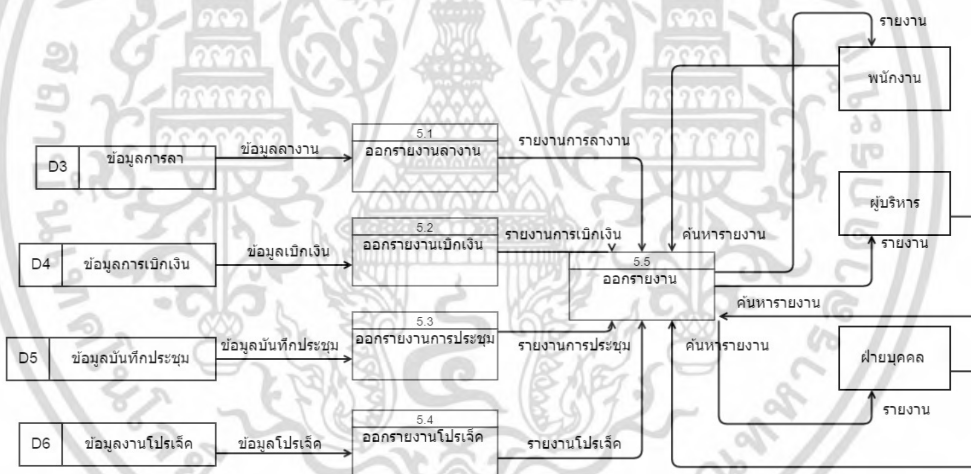 รายงาน
พนักงาน
5.1
D3 ข้อมูลการลา
ข้อมูลลางาน
ออกรายงานลางาน
รายงานการลางาน
ผู้บริหาร
5.2
D4 ข้อมูลการเบิกเงิน
ข้อมูลเบิกเงิน
ออกรายงานเบิกเงิน
รายงานการเบิกเงิน
ค้นหารายงาน
รายงาน
5.5
ออกรายงาน
ค้นหารายงาน
5.3
D5 ข้อมูลบันทึกประชุม
ข้อมูลบันทึกประชุม
ออกรายงานการประชุม
รายงานการประชุม
ค้นหารายงาน
ฝ่ายบุคคล
รายงาน
5.4
D6 ข้อมูลงานโปรเจ็ค
ข้อมูลโปรเจ็ค
ออกรายงานโปรเจ็ค
รายงานโปรเจ็ค